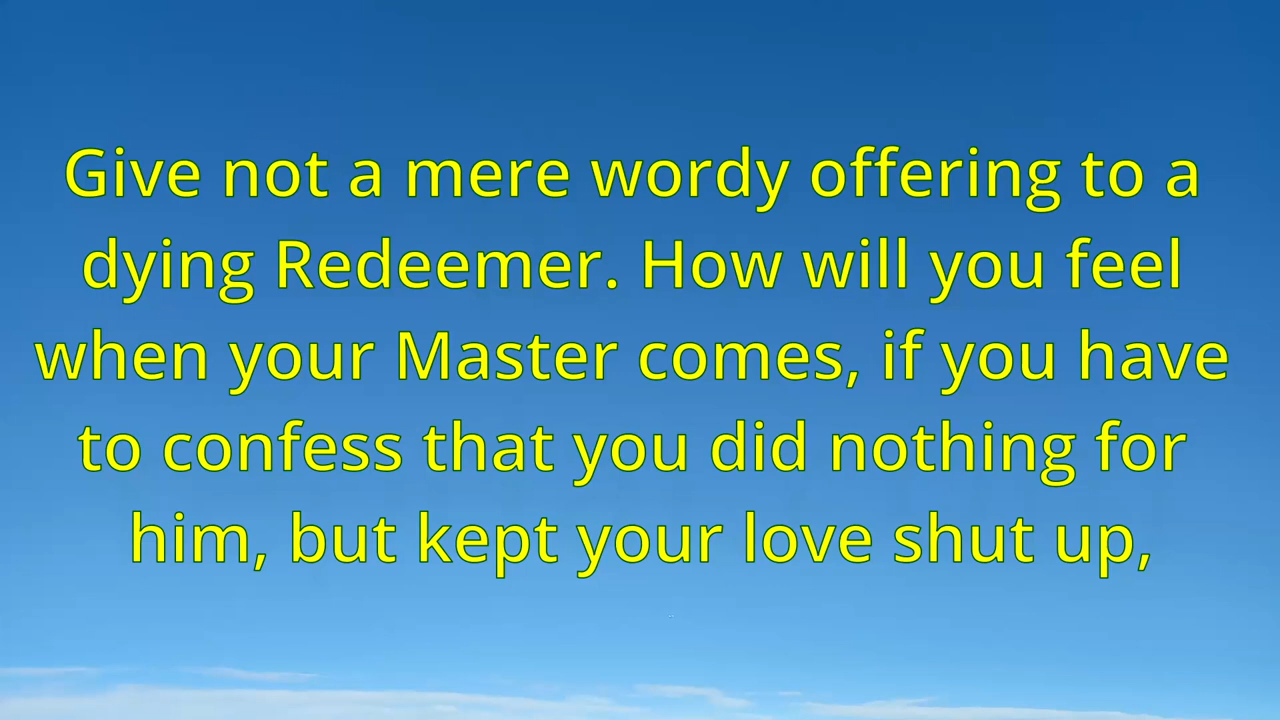 Give not a mere wordy offering to a
dying Redeemer. How will you feel
when your Master comes, if you have
to confess that you did nothing for
him, but kept your love shut up,